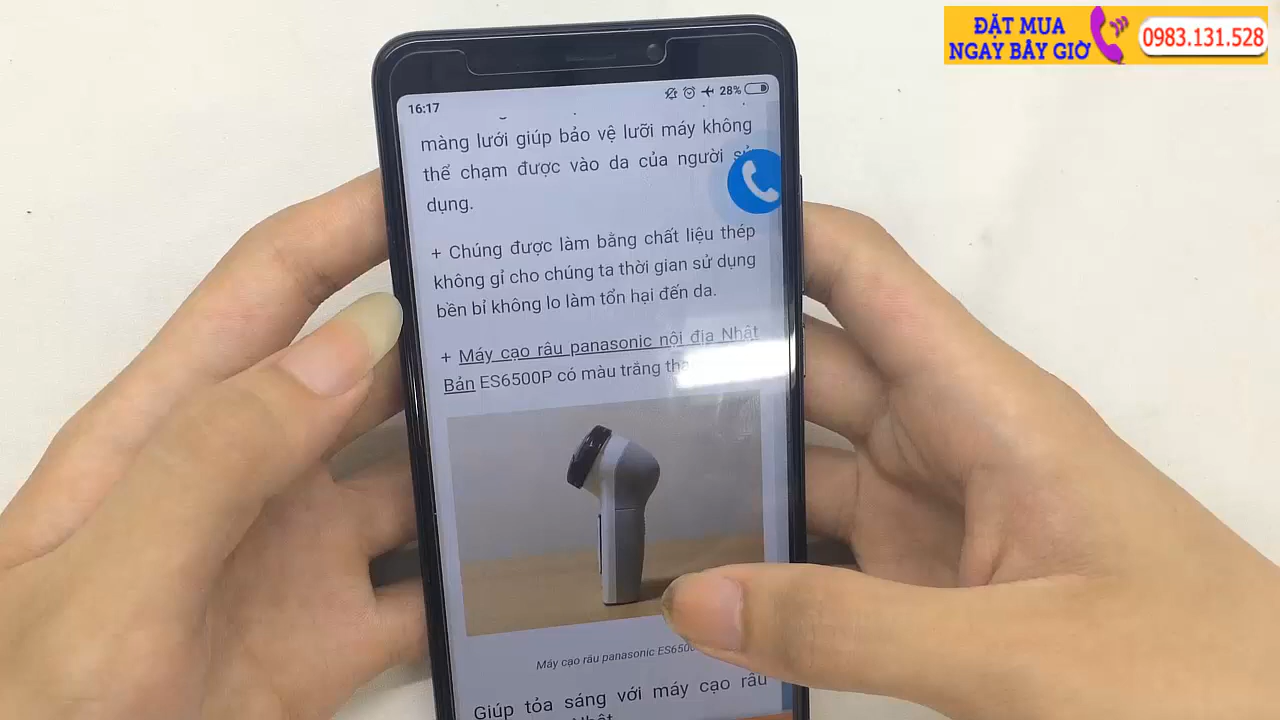 ĐẶT MUA
NGAY BÂY GIỜ
0983.131.528
16:17
28%
màng lưới giúp bảo vệ lưỡi máy không
thể chạm được vào da của người sử
dụng.
+ Chúng được làm bằng chất liệu thép
không gỉ cho chúng ta thời gian sử dụng
bền bỉ không lo làm tổn hại đến da.
+ Máy cạo râu panasonic nội địa Nhật
Bản ES6500P có màu trắng
Máy cạo râu panasonic
Giúp tỏa sáng với máy cạo râu